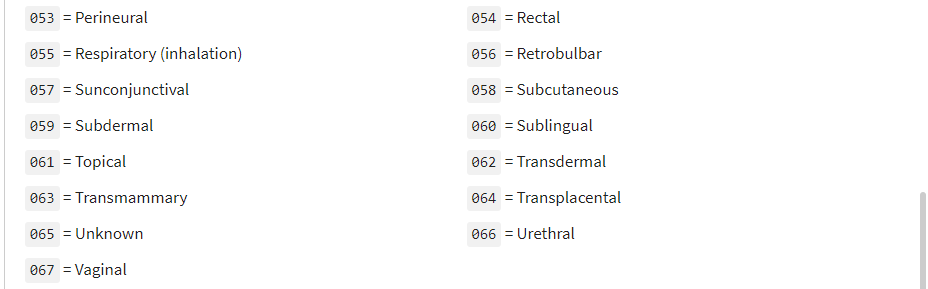 053 = Perineural 054 = Rectal
055 = Respiratory (inhalation) 056 = Retrobulbar
057 = Sunconjunctival 058 = Subcutaneous
059 = Subdermal 060 = Sublingual
061 = Topical 062 = Transdermal
063 = Transmammary 064 = Transplacental
065 = Unknown 066 = Urethral
067 = Vaginal